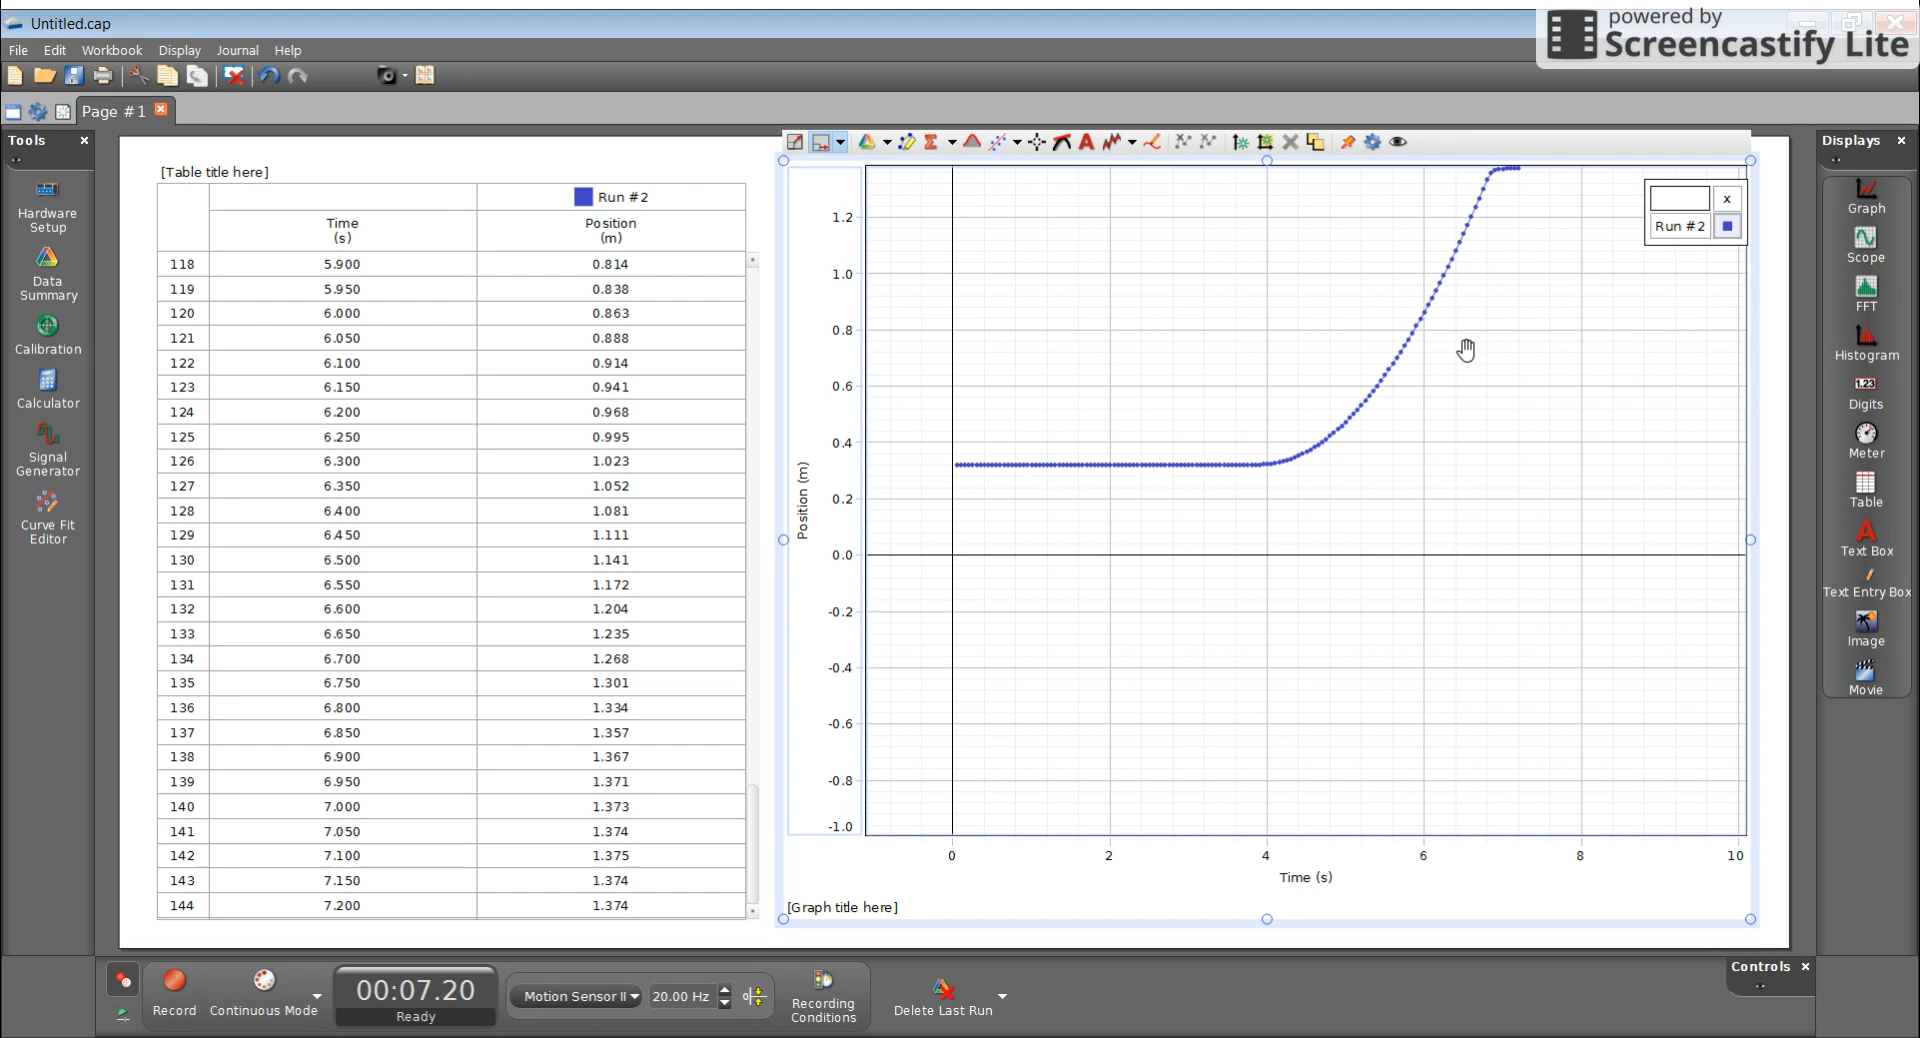 Untitled.cap
powered by
Screencastify Lite
File Edit Workbook Display Journal Help
Page #1
Tools
Hardware
Setup
Data
Summary
Calibration
Calculator
Signal
Generator
Curve Fit
Editor
[Table title here]
Run #2
Time
(s)
Position
(m)
118 5.900 0.814
119 5.950 0.838
120 6.000 0.863
121 6.050 0.888
122 6.100 0.914
123 6.150 0.941
124 6.200 0.968
125 6.250 0.995
126 6.300 1.023
127 6.350 1.052
128 6.400 1.081
129 6.450 1.111
130 6.500 1.141
131 6.550 1.172
132 6.600 1.204
133 6.650 1.235
134 6.700 1.268
135 6.750 1.301
136 6.800 1.334
137 6.850 1.357
138 6.900 1.367
139 6.950 1.371
140 7.000 1.373
141 7.050 1.374
142 7.100 1.375
143 7.150 1.374
144 7.200 1.374
x
Run #2
1.2
1.0
0.8
0.6
0.4
0.2
0.0
-0.2
-0.4
-0.6
-0.8
-1.0
Position (m)
0 2 4 6 8 10
Time (s)
[Graph title here]
Displays
Graph
Scope
FFT
Histogram
1.23
Digits
Meter
Table
A
Text Box
Text Entry Box
Image
Movie
Record
Continuous Mode
00:07.20
Ready
Motion Sensor II
20.00 Hz
Recording
Conditions
Delete Last Run
Controls